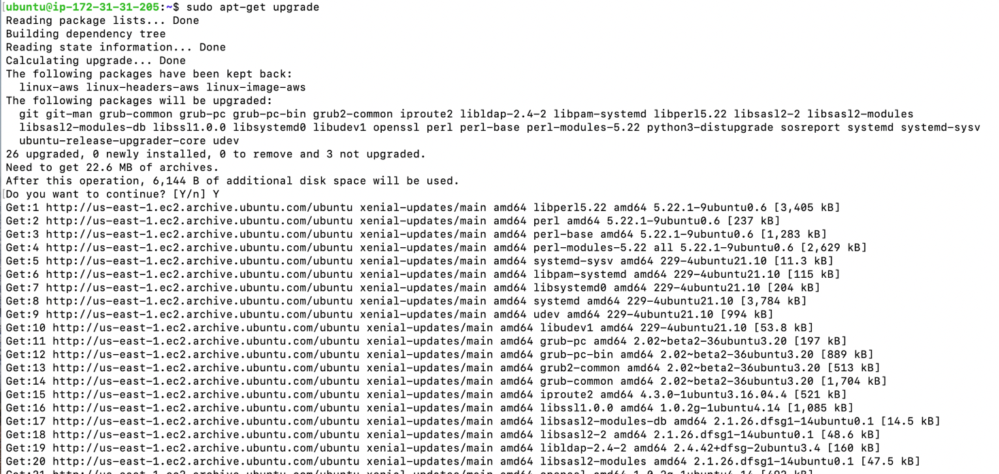 ubuntu@ip-172-31-31-205:~$ sudo apt-get upgrade
Reading package lists... Done
Building dependency tree
Reading state information... Done
Calculating upgrade... Done
The following packages have been kept back:
  linux-aws linux-headers-aws linux-image-aws
The following packages will be upgraded:
  git git-man grub-common grub-pc grub-pc-bin grub2-common iproute2 libldap-2.4-2 libpam-systemd libperl5.22 libsasl2-2 libsasl2-modules
  libsasl2-modules-db libssl1.0.0 libsystemd0 libudev1 openssl perl perl-base perl-modules-5.22 python3-distupgrade sosreport systemd systemd-sysv
  ubuntu-release-upgrader-core udev
26 upgraded, 0 newly installed, 0 to remove and 3 not upgraded.
Need to get 22.6 MB of archives.
After this operation, 6,144 B of additional disk space will be used.
Do you want to continue? [Y/n] Y
Get:1 http://us-east-1.ec2.archive.ubuntu.com/ubuntu xenial-updates/main amd64 libperl5.22 amd64 5.22.1-9ubuntu0.6 [3,405 kB]
Get:2 http://us-east-1.ec2.archive.ubuntu.com/ubuntu xenial-updates/main amd64 perl amd64 5.22.1-9ubuntu0.6 [237 kB]
Get:3 http://us-east-1.ec2.archive.ubuntu.com/ubuntu xenial-updates/main amd64 perl-base amd64 5.22.1-9ubuntu0.6 [1,283 kB]
Get:4 http://us-east-1.ec2.archive.ubuntu.com/ubuntu xenial-updates/main amd64 perl-modules-5.22 all 5.22.1-9ubuntu0.6 [2,629 kB]
Get:5 http://us-east-1.ec2.archive.ubuntu.com/ubuntu xenial-updates/main amd64 systemd-sysv amd64 229-4ubuntu21.10 [11.3 kB]
Get:6 http://us-east-1.ec2.archive.ubuntu.com/ubuntu xenial-updates/main amd64 libpam-systemd amd64 229-4ubuntu21.10 [115 kB]
Get:7 http://us-east-1.ec2.archive.ubuntu.com/ubuntu xenial-updates/main amd64 libsystemd0 amd64 229-4ubuntu21.10 [204 kB]
Get:8 http://us-east-1.ec2.archive.ubuntu.com/ubuntu xenial-updates/main amd64 systemd amd64 229-4ubuntu21.10 [3,784 kB]
Get:9 http://us-east-1.ec2.archive.ubuntu.com/ubuntu xenial-updates/main amd64 udev amd64 229-4ubuntu21.10 [994 kB]
Get:10 http://us-east-1.ec2.archive.ubuntu.com/ubuntu xenial-updates/main amd64 libudev1 amd64 229-4ubuntu21.10 [53.8 kB]
Get:11 http://us-east-1.ec2.archive.ubuntu.com/ubuntu xenial-updates/main amd64 grub-pc amd64 2.02~beta2-36ubuntu3.20 [197 kB]
Get:12 http://us-east-1.ec2.archive.ubuntu.com/ubuntu xenial-updates/main amd64 grub-pc-bin amd64 2.02~beta2-36ubuntu3.20 [889 kB]
Get:13 http://us-east-1.ec2.archive.ubuntu.com/ubuntu xenial-updates/main amd64 grub2-common amd64 2.02~beta2-36ubuntu3.20 [513 kB]
Get:14 http://us-east-1.ec2.archive.ubuntu.com/ubuntu xenial-updates/main amd64 grub-common amd64 2.02~beta2-36ubuntu3.20 [1,704 kB]
Get:15 http://us-east-1.ec2.archive.ubuntu.com/ubuntu xenial-updates/main amd64 iproute2 amd64 4.3.0-1ubuntu3.16.04.4 [521 kB]
Get:16 http://us-east-1.ec2.archive.ubuntu.com/ubuntu xenial-updates/main amd64 libssl1.0.0 amd64 1.0.2g-1ubuntu4.14 [1,085 kB]
Get:17 http://us-east-1.ec2.archive.ubuntu.com/ubuntu xenial-updates/main amd64 libsasl2-modules-db amd64 2.1.26.dfsg1-14ubuntu0.1 [14.5 kB]
Get:18 http://us-east-1.ec2.archive.ubuntu.com/ubuntu xenial-updates/main amd64 libsasl2-2 amd64 2.1.26.dfsg1-14ubuntu0.1 [48.6 kB]
Get:19 http://us-east-1.ec2.archive.ubuntu.com/ubuntu xenial-updates/main amd64 libldap-2.4-2 amd64 2.4.42+dfsg-2ubuntu3.4 [160 kB]
Get:20 http://us-east-1.ec2.archive.ubuntu.com/ubuntu xenial-updates/main amd64 libsasl2-modules amd64 2.1.26.dfsg1-14ubuntu0.1 [47.5 kB]